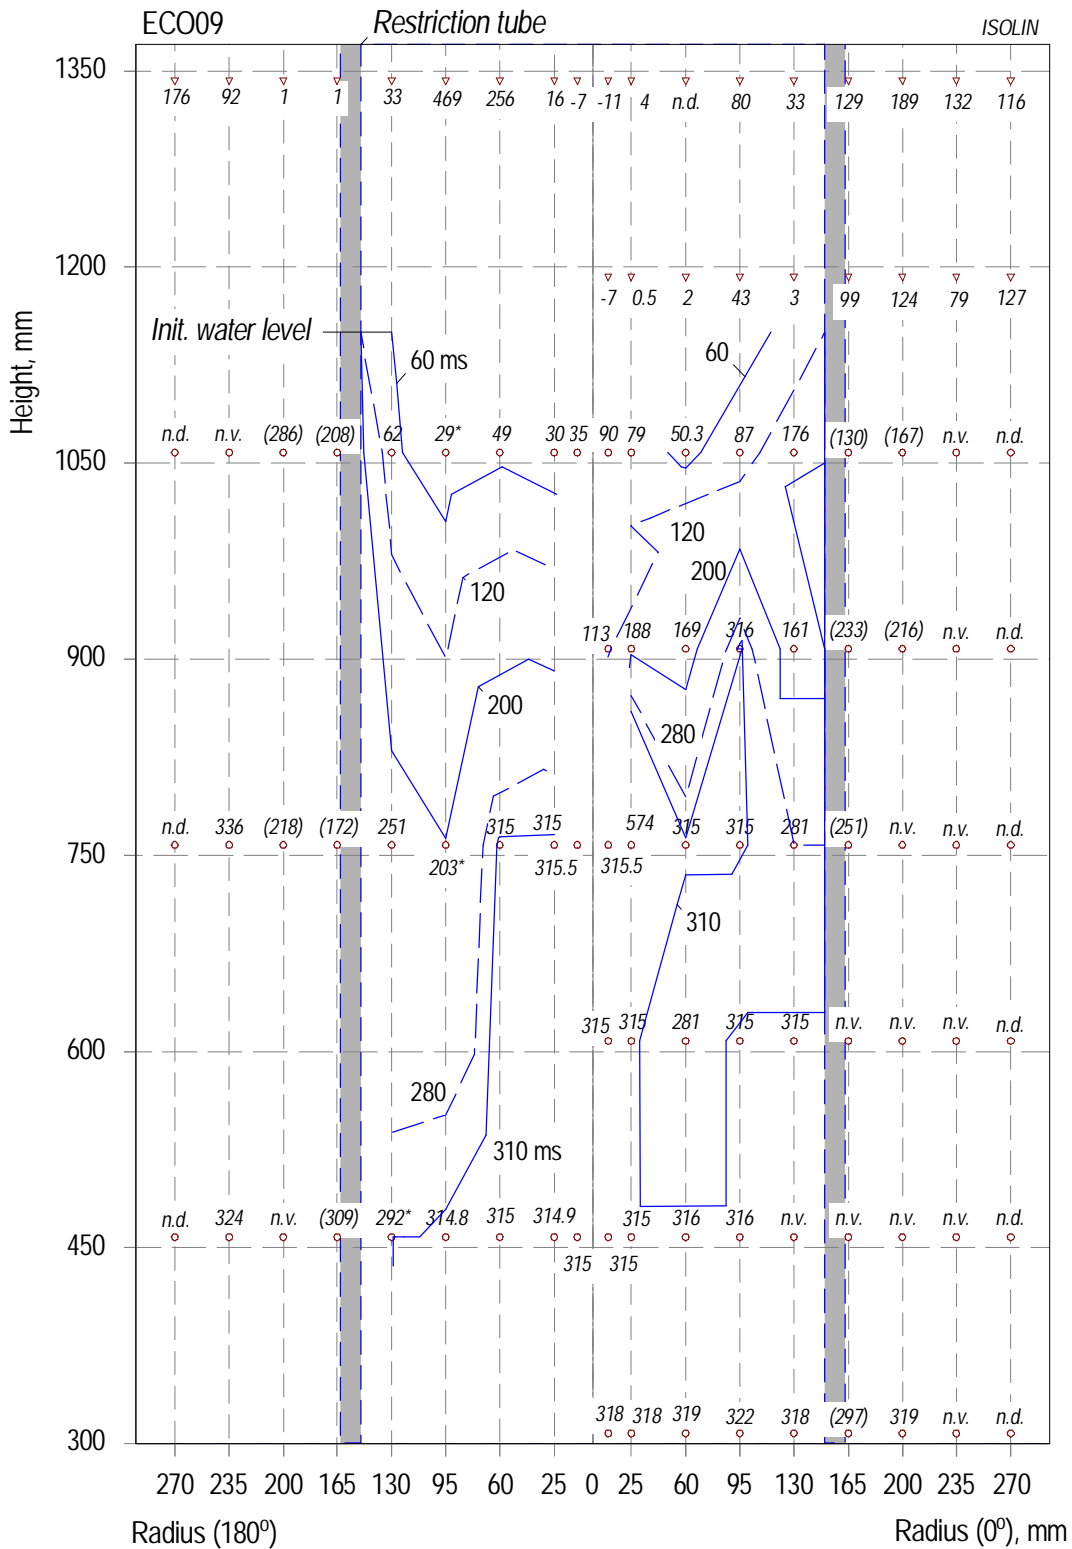 ECO09 Restriction tube ISOLIN
1350
176 92 1 1 33 469 256 16 -7 -11 4 n.d. 80 33 129 189 132 116
1200
-7 0.5 2 43 3 99 124 79 127
Height, mm
Init. water level
60 ms 60
n.d. n.v. (286) (208) 62 29* 49 30 35 90 79 50.3 87 176 (130) (167) n.v. n.d.
1050
120
200
120
113 188 169 316 161 (233) (216) n.v. n.d.
900
200
280
n.d. 336 (218) (172) 251 315 315 574 315 315 281 (251) n.v. n.v. n.d.
750
203* 315.5 315.5
310
315 315 281 315 315 n.v. n.v. n.v. n.d.
600
280
310 ms
n.d. 324 n.v. (309) 292* 314.8 315 314.9 315 316 316 n.v. n.v. n.v. n.v. n.d.
450
315 315
318 318 319 322 318 (297) 319 n.v. n.d.
300
270 235 200 165 130 95 60 0 25 60 95 130 165 200 235 270
Radius (180º) Radius (0º), mm